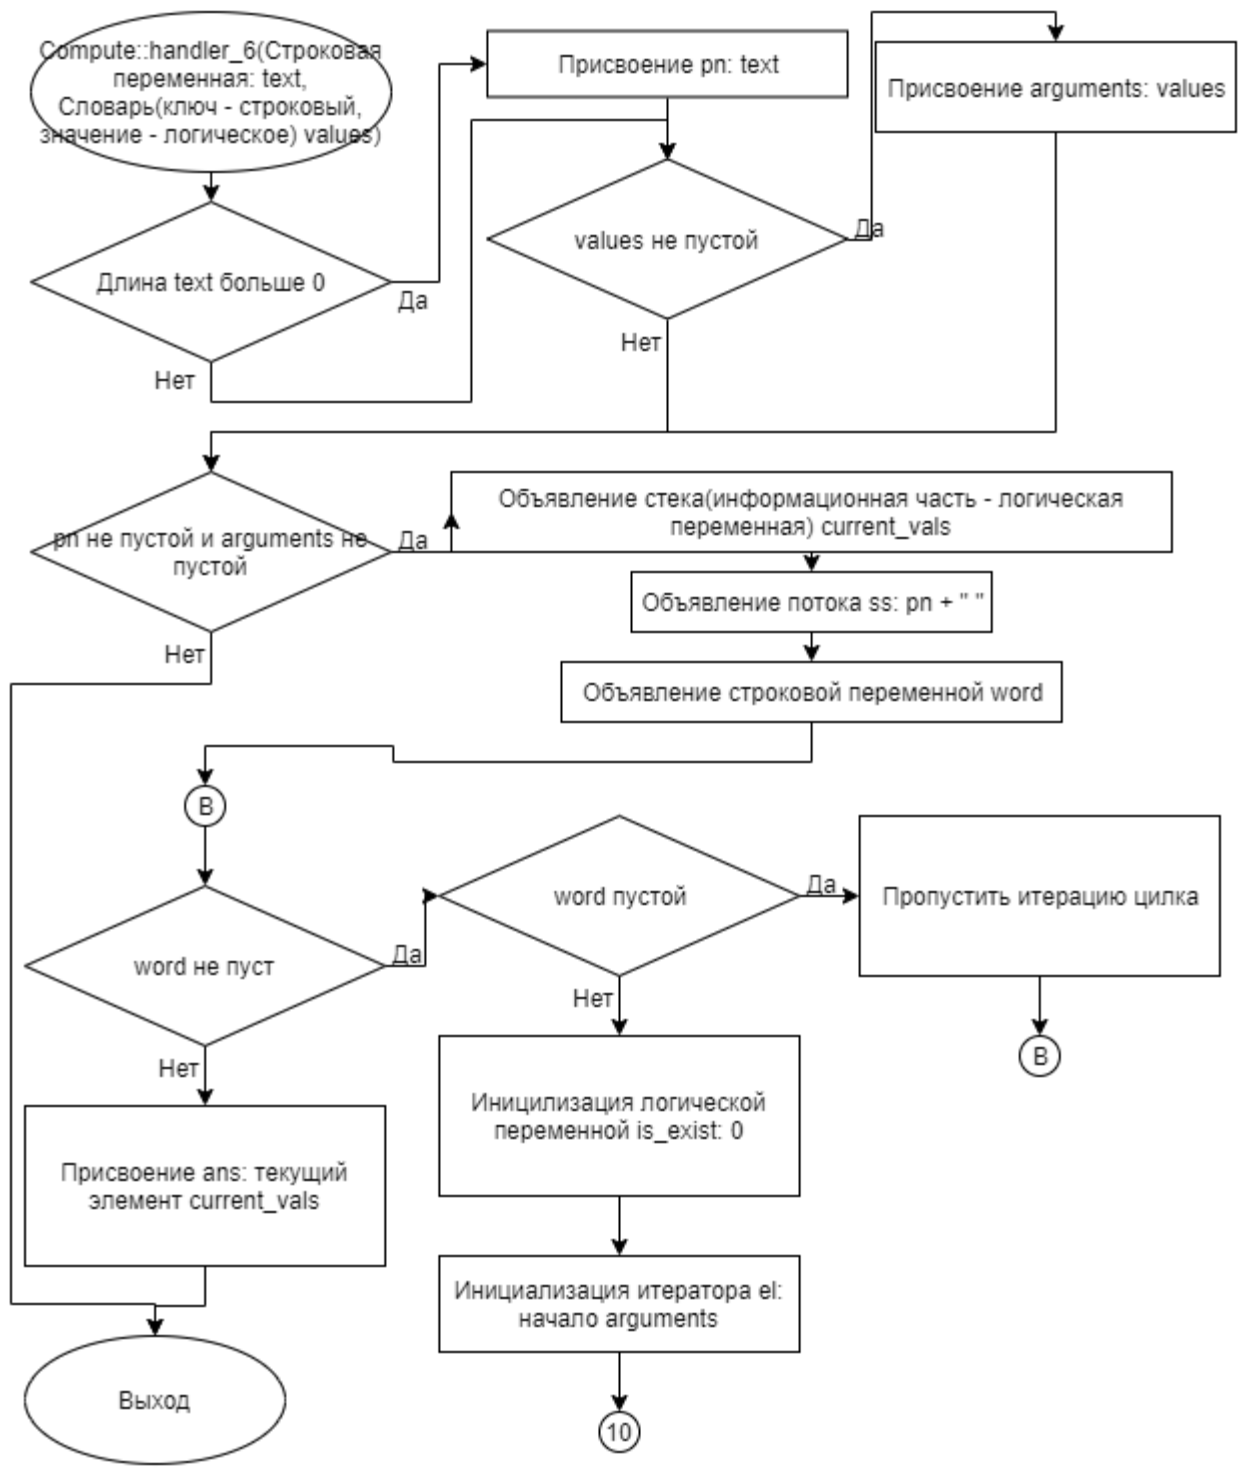 Compute::handler_6(Строковая
переменная: text,
Словарь(ключ - строковый,
значение - логическое) values)
Присвоение pn: text
Присвоение arguments: values
values не пустой
Да
Длина text больше 0
Да
Нет
Нет
pn не пустой и arguments не
пустой
Да
Объявление стека(информационная часть - логическая
переменная) current_vals
Объявление потока ss: pn + " "
Нет
Объявление строковой переменной word
B
word пустой
Да
Пропустить итерацию цилка
word не пуст
Да
Нет
B
Нет
Иницилизация логической
переменной is_exist: 0
Присвоение ans: текущий
элемент current_vals
Инициализация итератора el:
начало arguments
Выход
10